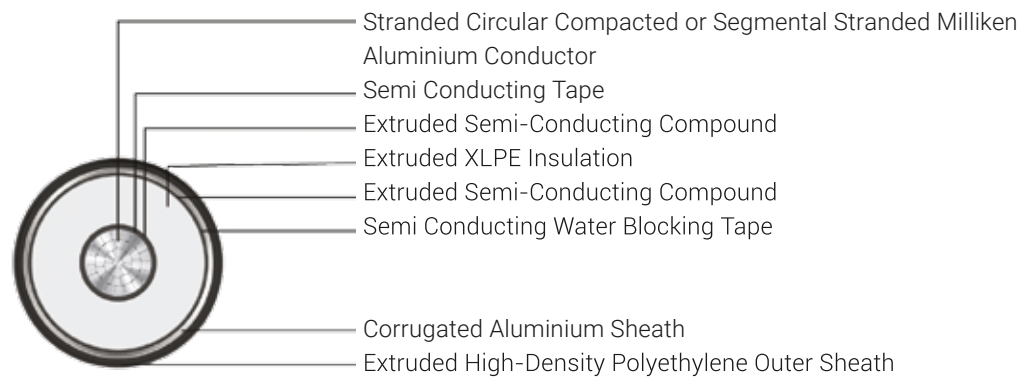 Stranded Circular Compacted or Segmental Stranded Milliken
Aluminium Conductor
Semi Conducting Tape
Extruded Semi-Conducting Compound
Extruded XLPE Insulation
Extruded Semi-Conducting Compound
Semi Conducting Water Blocking Tape
Corrugated Aluminium Sheath
Extruded High-Density Polyethylene Outer Sheath